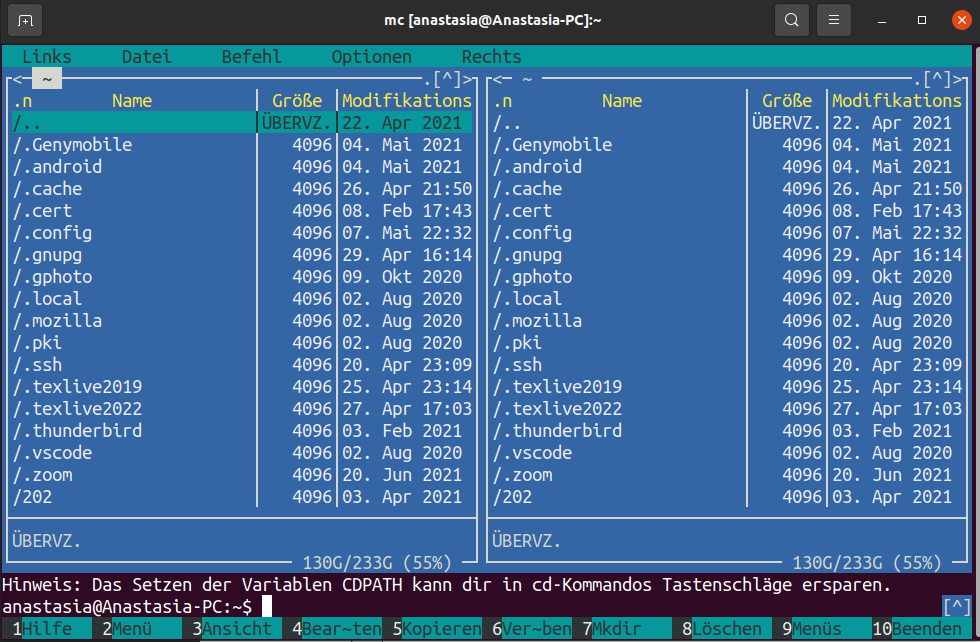 mc [anastasia@Anastasia-PC]:~
Links Datei Befehl Optionen Rechts
<- ~ .[^]> <- ~ .[^]>
.n Name Größe Modifikations .n Name Größe Modifikations
/.. ÜBERVZ. 22. Apr 2021 /.. ÜBERVZ. 22. Apr 2021
/.Genymobile 4096 04. Mai 2021 /.Genymobile 4096 04. Mai 2021
/.android 4096 04. Mai 2021 /.android 4096 04. Mai 2021
/.cache 4096 26. Apr 21:50 /.cache 4096 26. Apr 21:50
/.cert 4096 08. Feb 17:43 /.cert 4096 08. Feb 17:43
/.config 4096 07. Mai 22:32 /.config 4096 07. Mai 22:32
/.gnupg 4096 29. Apr 16:14 /.gnupg 4096 29. Apr 16:14
/.gphoto 4096 09. Okt 2020 /.gphoto 4096 09. Okt 2020
/.local 4096 02. Aug 2020 /.local 4096 02. Aug 2020
/.mozilla 4096 02. Aug 2020 /.mozilla 4096 02. Aug 2020
/.pki 4096 02. Aug 2020 /.pki 4096 02. Aug 2020
/.ssh 4096 20. Apr 23:09 /.ssh 4096 20. Apr 23:09
/.texlive2019 4096 25. Apr 23:14 /.texlive2019 4096 25. Apr 23:14
/.texlive2022 4096 27. Apr 17:03 /.texlive2022 4096 27. Apr 17:03
/.thunderbird 4096 03. Feb 2021 /.thunderbird 4096 03. Feb 2021
/.vscode 4096 02. Aug 2020 /.vscode 4096 02. Aug 2020
/.zoom 4096 20. Jun 2021 /.zoom 4096 20. Jun 2021
/202 4096 03. Apr 2021 /202 4096 03. Apr 2021
ÜBERVZ. ÜBERVZ.
130G/233G (55%) 130G/233G (55%)
Hinweis: Das Setzen der Variablen CDPATH kann dir in cd-Kommandos Tastenschläge ersparen.
anastasia@Anastasia-PC:~$ [^]
1Hilfe 2Menü 3Ansicht 4Bear~ten 5Kopieren 6Ver~ben 7Mkdir 8Löschen 9Menüs 10Beenden